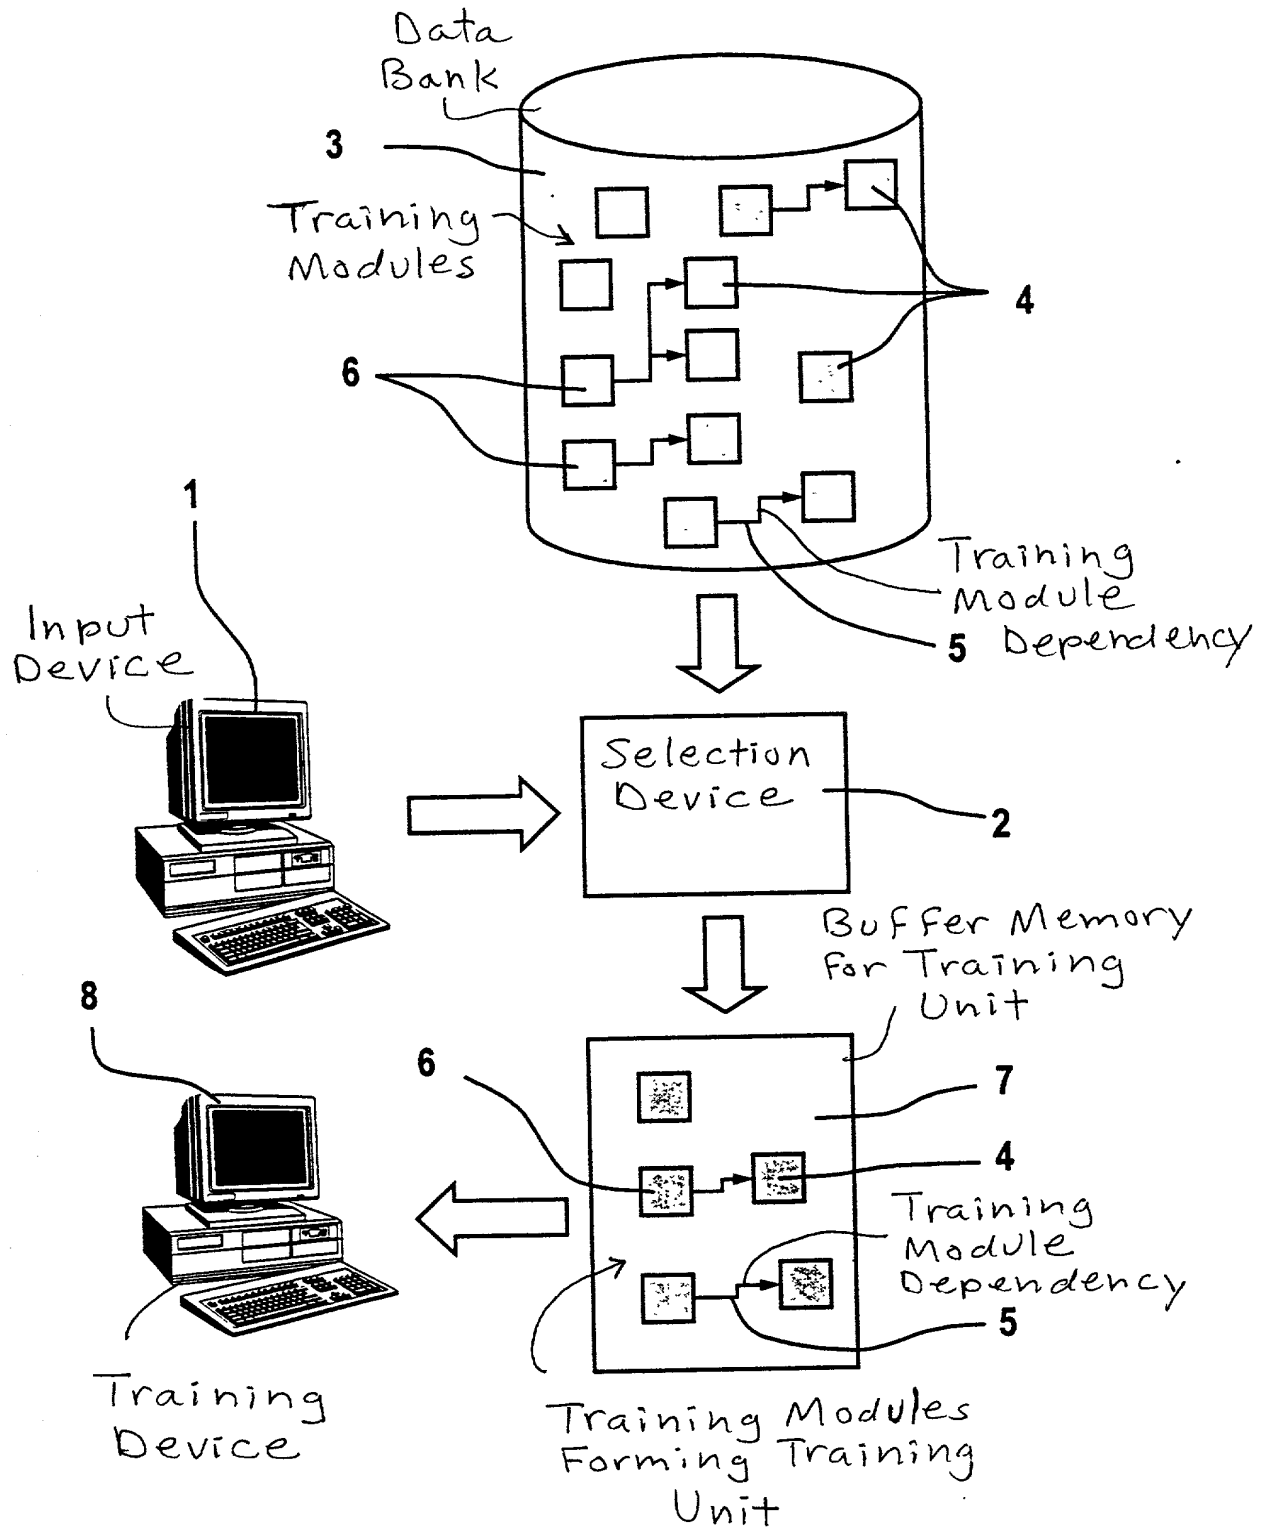 Data
Bank
3
Training
Modules
4
6
1
Training
Module
Dependency
5
Input
Device
Selection
Device
2
Buffer Memory
For Training
Unit
8
6
7
4
Training
Module
Dependency
5
Training
Device
Training Modules
Forming Training
Unit